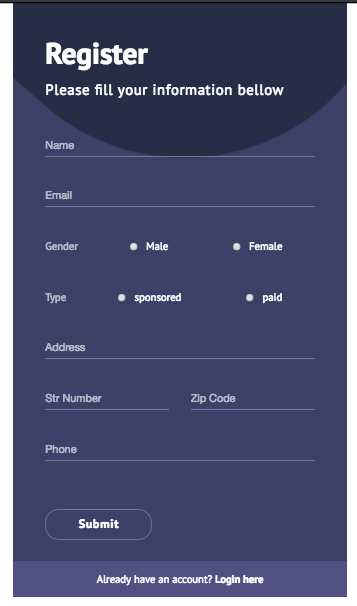 Register
Please fill your information bellow
Name
Email
Gender Male Female
Type sponsored paid
Address
Str Number Zip Code
Phone
Submit
Already have an account? Login here